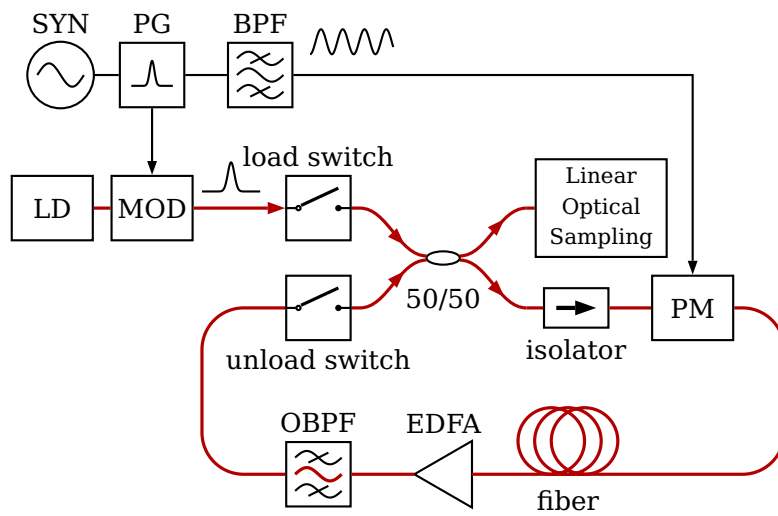 SYN
PG
BPF
load switch
LD
MOD
Linear
Optical
Sampling
50/50
PM
unload switch
isolator
OBPF
EDFA
fiber